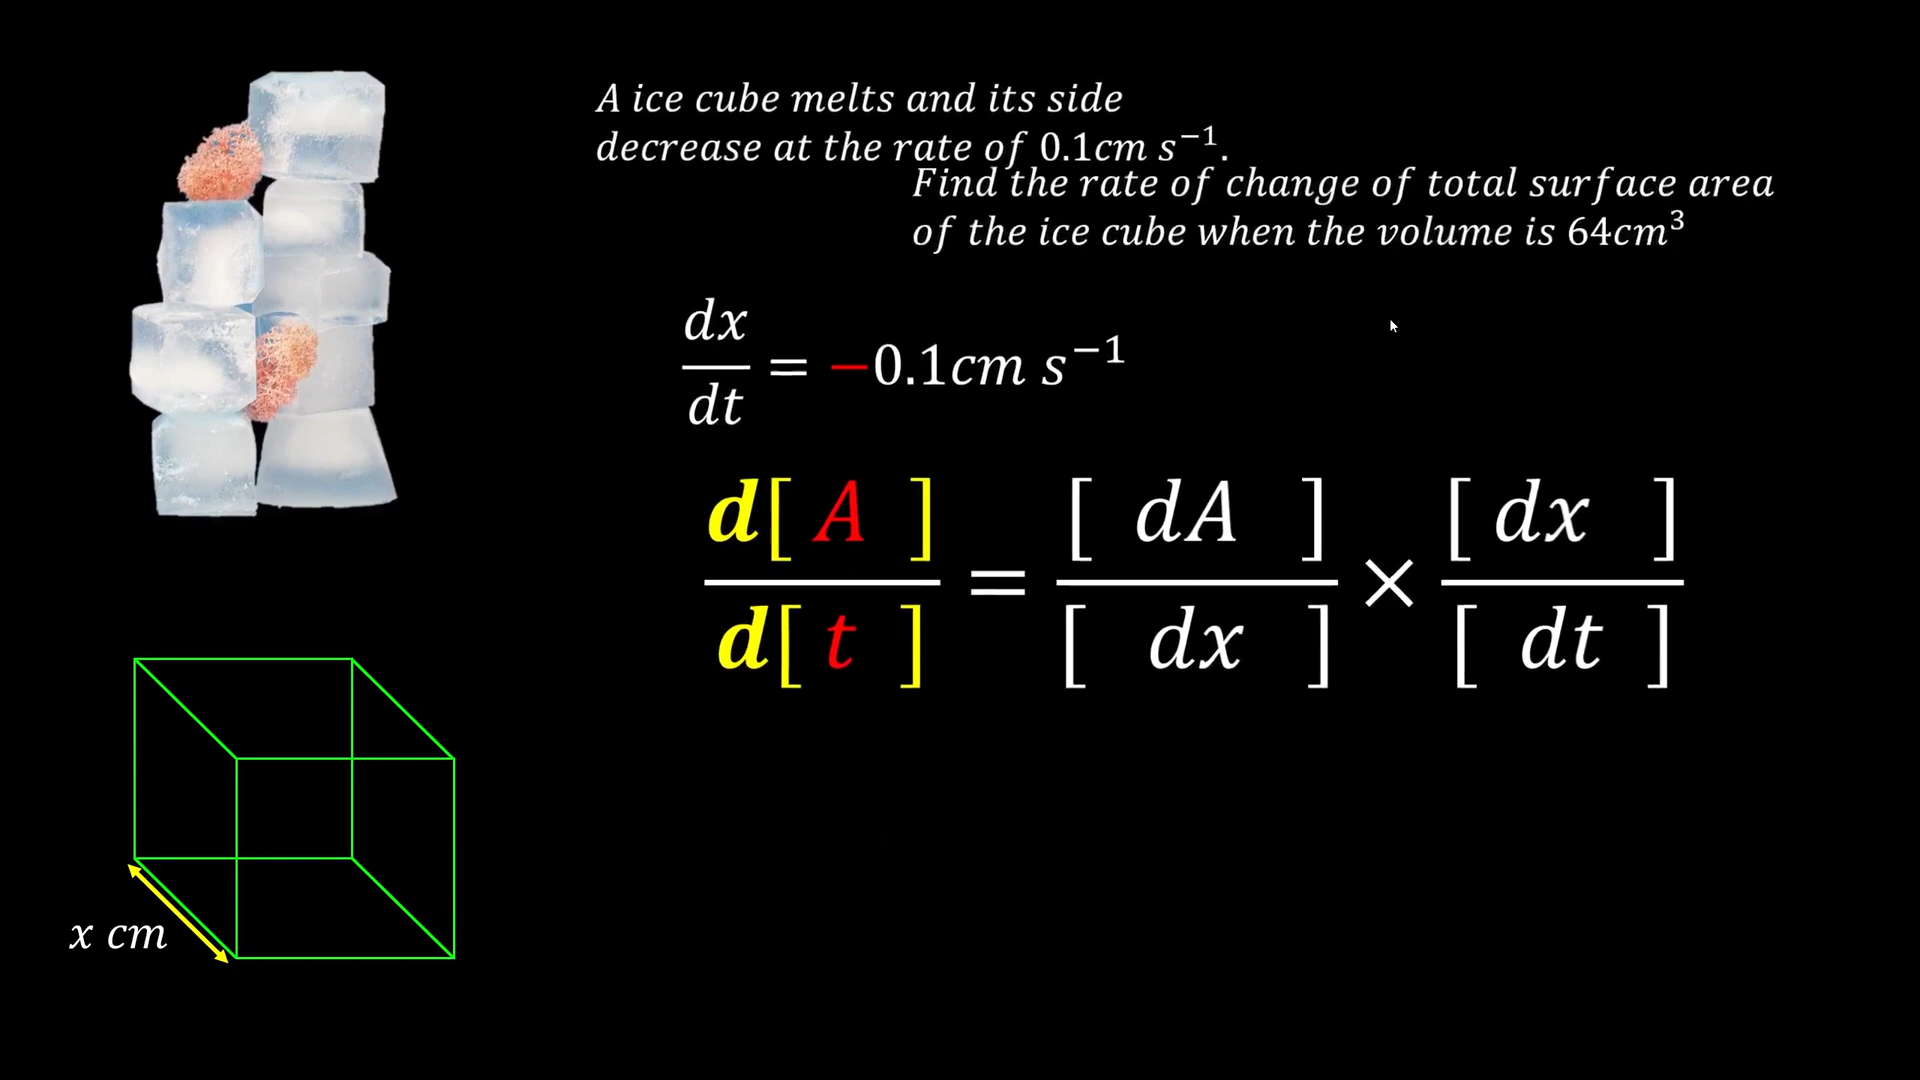 A ice cube melts and its side
decrease at the rate of 0.1cm s⁻¹.
Find the rate of change of total surface area
of the ice cube when the volume is 64cm³
dx/dt = −0.1cm s⁻¹
d[ A ]/d[ t ] = [ dA ]/[ dx ] × [ dx ]/[ dt ]
x cm